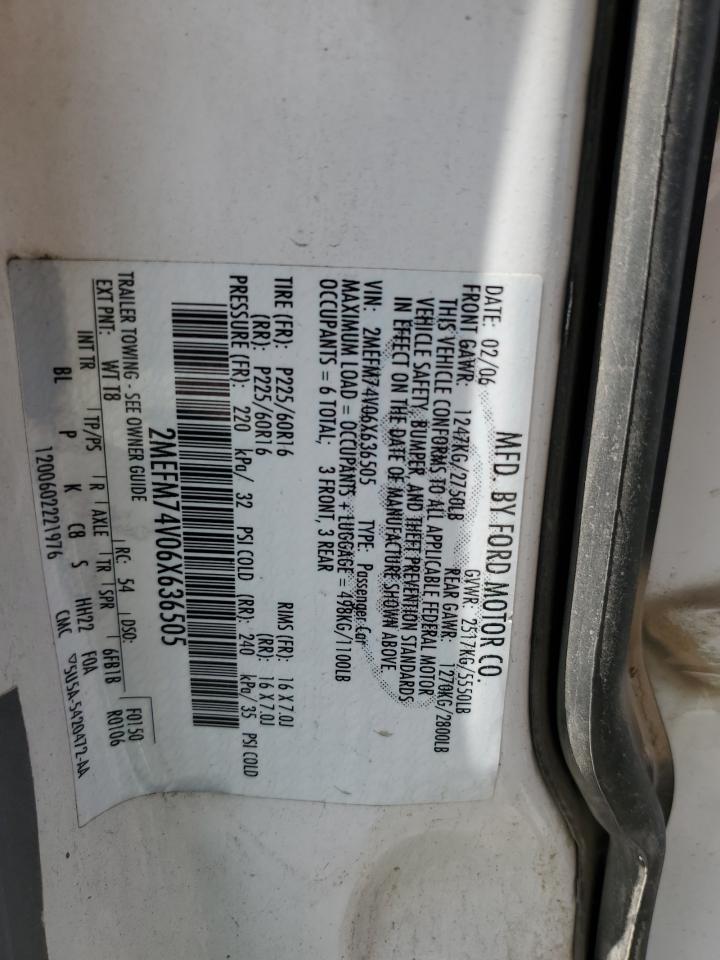 MFD. BY FORD MOTOR CO.
DATE: 02/06 GVWR: 2517KG/5550LB
FRONT GAWR: 1247KG/2750LB REAR GAWR: 1270KG/2800LB
THIS VEHICLE CONFORMS TO ALL APPLICABLE FEDERAL MOTOR
VEHICLE SAFETY, BUMPER, AND THEFT PREVENTION STANDARDS
IN EFFECT ON THE DATE OF MANUFACTURE SHOWN ABOVE.
VIN: 2MEFM74V06X636505 TYPE: Passenger Car
MAXIMUM LOAD = OCCUPANTS + LUGGAGE = 498KG/1100LB
OCCUPANTS = 6 TOTAL; 3 FRONT, 3 REAR
TIRE (FR): P225/60R16 RIMS (FR): 16 X 7.0J
(RR): P225/60R16 (RR): 16 X 7.0J
PRESSURE (FR): 220 kPa/ 32 PSI COLD (RR): 240 kPa/ 35 PSI COLD
2MEFM74V06X636505
TRAILER TOWING - SEE OWNER GUIDE
EXT PNT: WT TB RC: 54 DSO: F0150
INT TR TP/PS R AXLE TR SPR 6FB1B R0106
BL P K CB S HH22 FOA
1200602221976 CMC ▽5U5A-5420472-AA